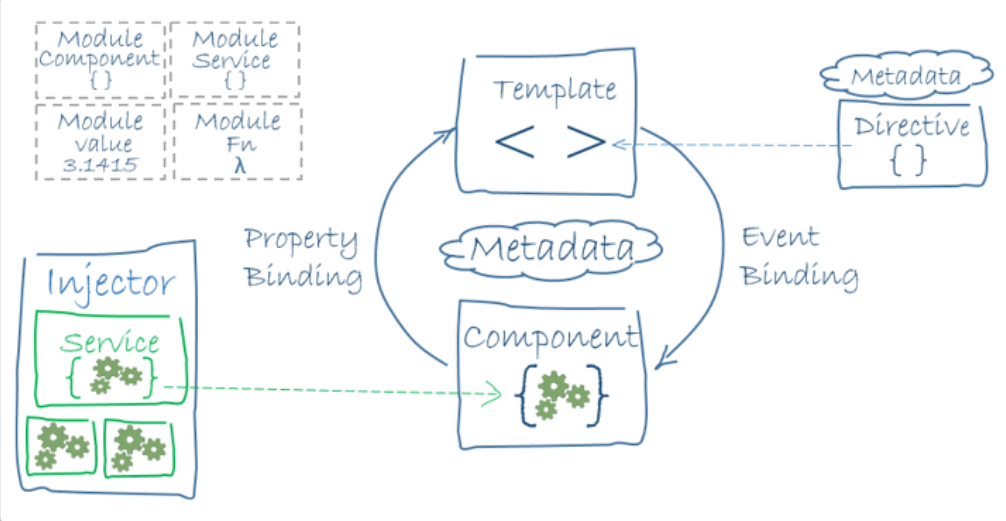 Module
Component
{ }
Module
Service
{ }
Module
value
3.1415
Module
Fn
λ
Template
< >
Metadata
Directive
{ }
Property
Binding
Metadata
Event
Binding
Injector
Service
{ }
Component
{ }